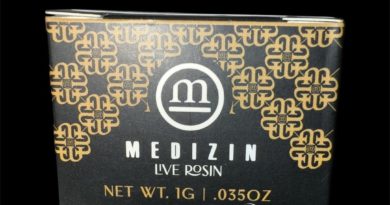 m
MEDIZIN
LIVE ROSIN
NET WT. 1G | .035OZ